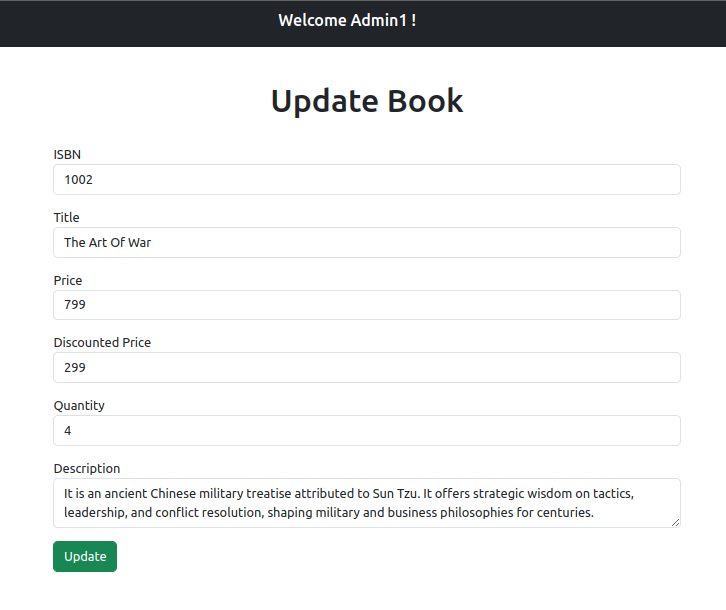 Welcome Admin1 !
Update Book
ISBN
1002
Title
The Art Of War
Price
799
Discounted Price
299
Quantity
4
Description
It is an ancient Chinese military treatise attributed to Sun Tzu. It offers strategic wisdom on tactics,
leadership, and conflict resolution, shaping military and business philosophies for centuries.
Update